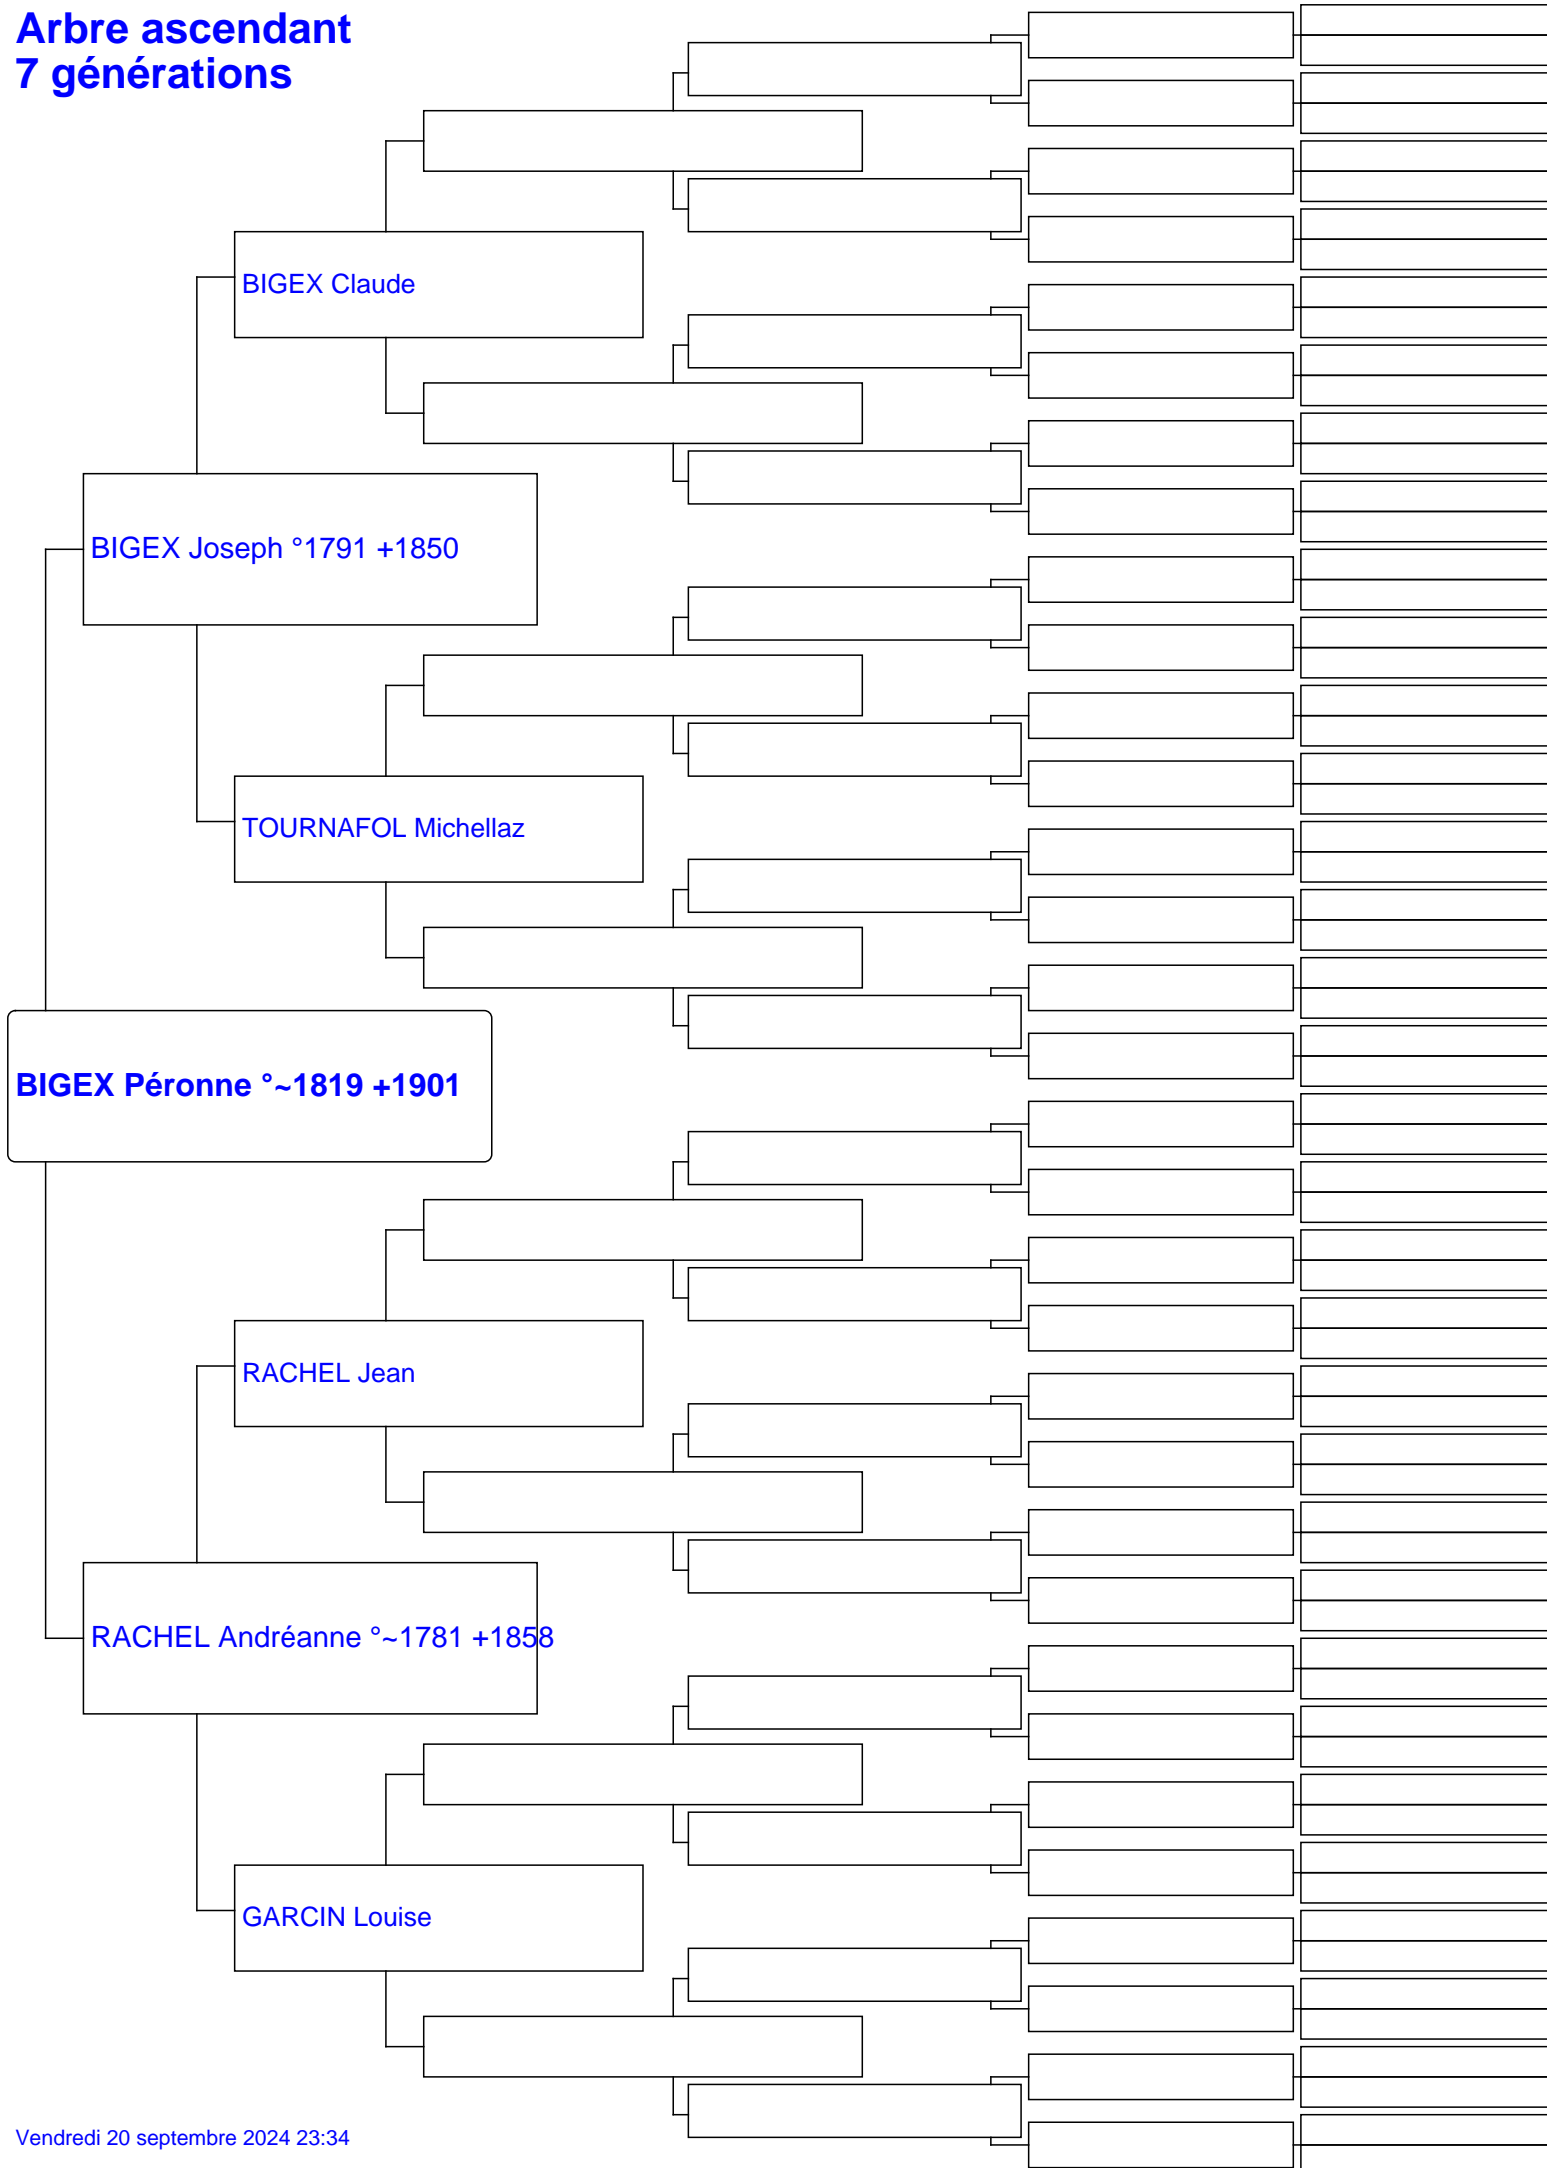 Arbre ascendant
7 générations
BIGEX Claude
BIGEX Joseph °1791 +1850
TOURNAFOL Michellaz
BIGEX Péronne °~1819 +1901
RACHEL Jean
RACHEL Andréanne °~1781 +1858
GARCIN Louise
Vendredi 20 septembre 2024 23:34